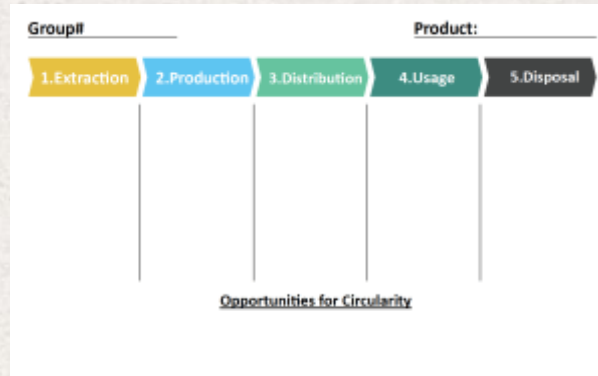 Group#
Product:
1.Extraction 2.Production 3.Distribution 4.Usage 5.Disposal
Opportunities for Circularity